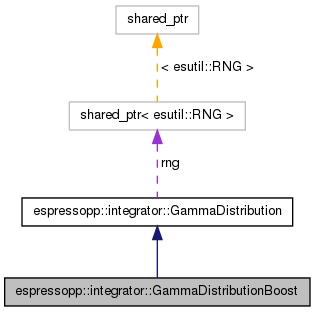 shared_ptr
< esutil::RNG >
shared_ptr< esutil::RNG >
rng
espressopp::integrator::GammaDistribution
espressopp::integrator::GammaDistributionBoost